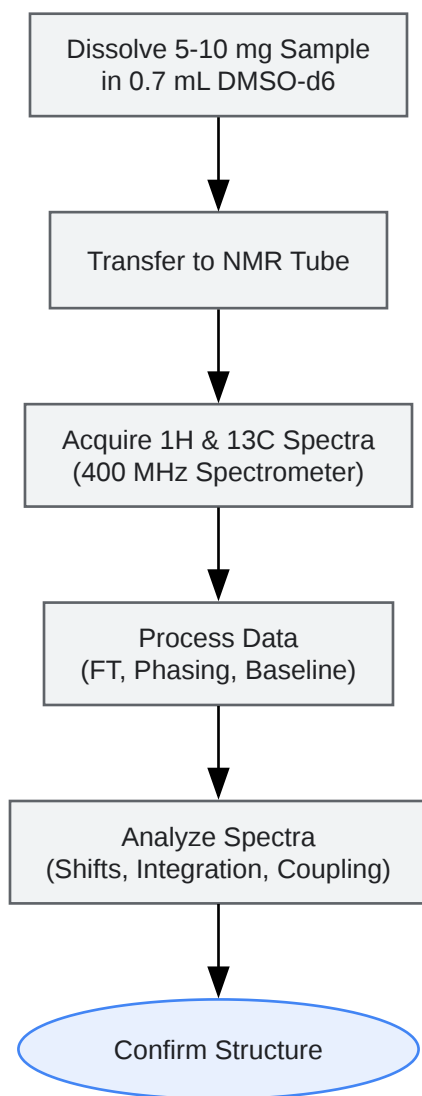 Dissolve 5-10 mg Sample
in 0.7 mL DMSO-d6
Transfer to NMR Tube
Acquire 1H & 13C Spectra
(400 MHz Spectrometer)
Process Data
(FT, Phasing, Baseline)
Analyze Spectra
(Shifts, Integration, Coupling)
Confirm Structure